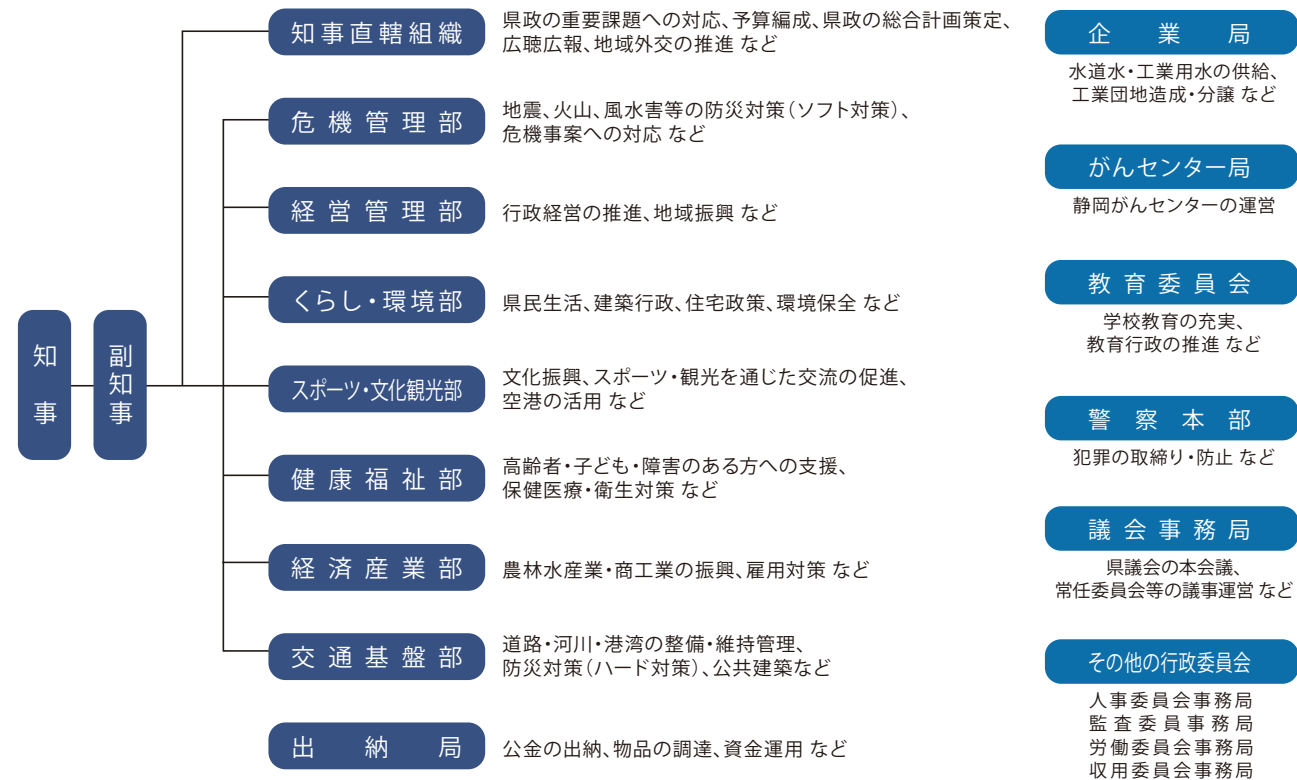 知事
副知事
知事直轄組織
県政の重要課題への対応、予算編成、県政の総合計画策定、
広聴広報、地域外交の推進 など
危機管理部
地震、火山、風水害等の防災対策(ソフト対策)、
危機事案への対応 など
経営管理部
行政経営の推進、地域振興 など
くらし・環境部
県民生活、建築行政、住宅政策、環境保全 など
スポーツ・文化観光部
文化振興、スポーツ・観光を通じた交流の促進、
空港の活用 など
健康福祉部
高齢者・子ども・障害のある方への支援、
保健医療・衛生対策 など
経済産業部
農林水産業・商工業の振興、雇用対策 など
交通基盤部
道路・河川・港湾の整備・維持管理、
防災対策(ハード対策)、公共建築など
出納局
公金の出納、物品の調達、資金運用 など
企業局
水道水・工業用水の供給、
工業団地造成・分譲 など
がんセンター局
静岡がんセンターの運営
教育委員会
学校教育の充実、
教育行政の推進 など
警察本部
犯罪の取締り・防止 など
議会事務局
県議会の本会議、
常任委員会等の議事運営 など
その他の行政委員会
人事委員会事務局
監査委員事務局
労働委員会事務局
収用委員会事務局